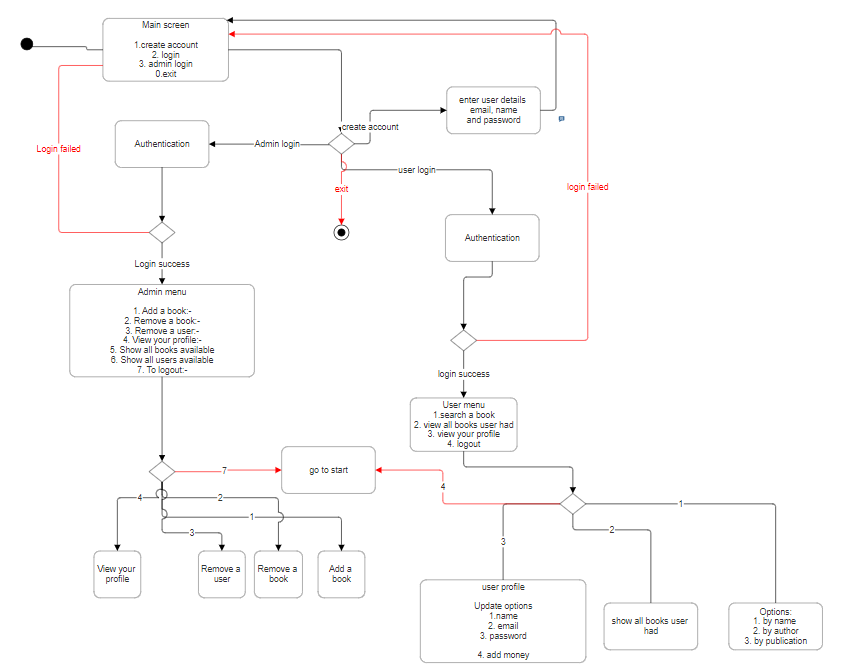 Main screen
1.create account
2. login
3. admin login
0.exit
enter user details
email, name
and password
create account
Authentication
Admin login
Login failed
user login
exit
login failed
Authentication
Login success
Admin menu
1. Add a book:-
2. Remove a book:-
3. Remove a user:-
4. View your profile:-
5. Show all books available
6. Show all users available
7. To logout:-
login success
User menu
1.search a book
2. view all books user had
3. view your profile
4. logout
go to start
7
4
4
2
1
3
1
2
3
View your
profile
Remove a
user
Remove a
book
Add a
book
user profile
Update options
1.name
2. email
3. password
4. add money
show all books user
had
Options:
1. by name
2. by author
3. by publication